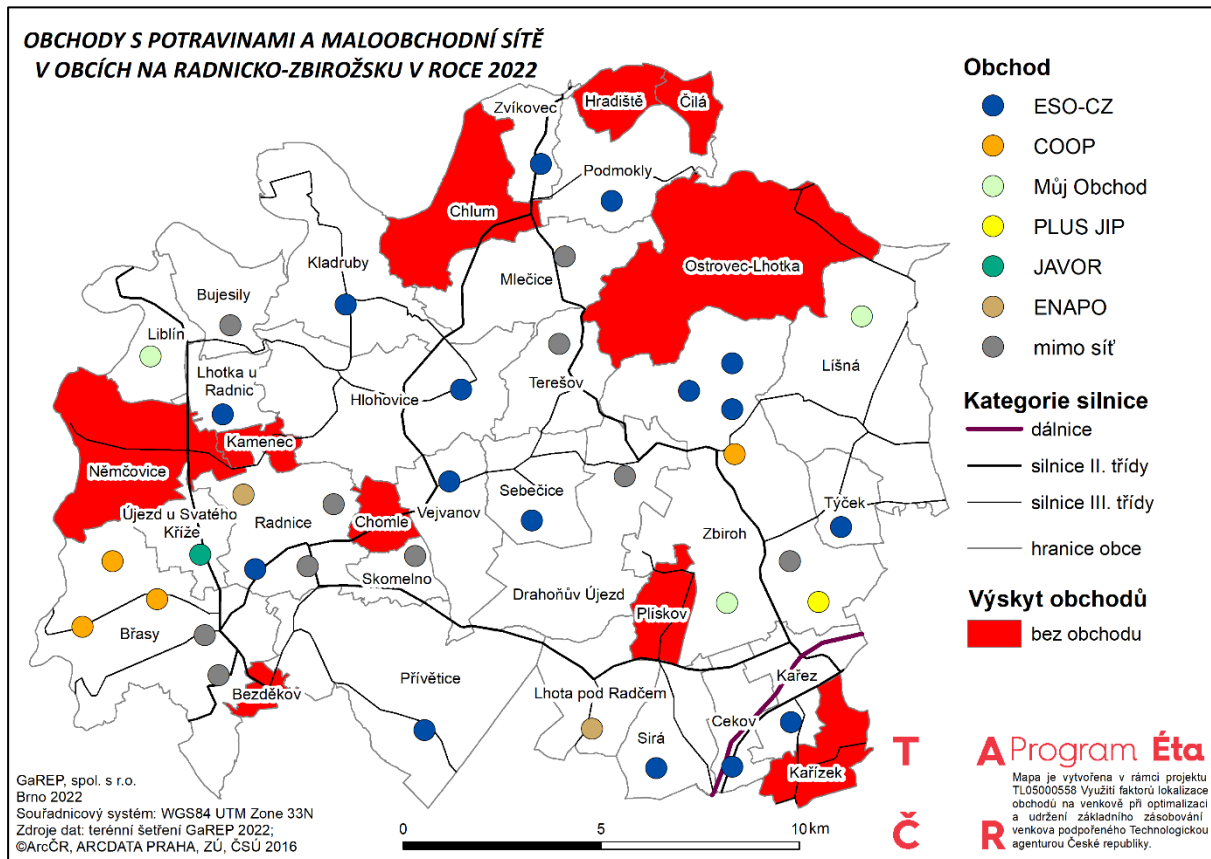 OBCHODY S POTRAVINAMI A MALOOBCHODNÍ SÍTĚ
V OBCÍCH NA RADNICKO-ZBIROŽSKU V ROCE 2022
Zvíkovec
Hradiště
Čilá
Podmokly
Chlum
Kladruby
Mlečice
Ostrovec-Lhotka
Bujesily
Liblín
Lhotka u
Radnic
Hlohovice
Terešov
Líšná
Kamenec
Němčovice
Újezd u Svatého
Kříže
Radnice
Chomle
Vejvanov
Sebečice
Zbiroh
Týček
Skomelno
Drahoňův Újezd
Plískov
Břasy
Bezděkov
Přívětice
Lhota pod Radčem
Sirá
Cekov
Kařez
Kařízek
Obchod
ESO-CZ
COOP
Můj Obchod
PLUS JIP
JAVOR
ENAPO
mimo síť
Kategorie silnice
dálnice
silnice II. třídy
silnice III. třídy
hranice obce
Výskyt obchodů
bez obchodu
GaREP, spol. s r.o.
Brno 2022
Souřadnicový systém: WGS84 UTM Zone 33N
Zdroje dat: terénní šetření GaREP 2022;
©ArcČR, ARCDATA PRAHA, ZÚ, ČSÚ 2016
0 5 10 km
T A
Č R
Program Éta
Mapa je vytvořena v rámci projektu
TL05000558 Využití faktorů lokalizace
obchodů na venkově při optimalizaci
a udržení základního zásobování
venkova podpořeného Technologickou
agenturou České republiky.